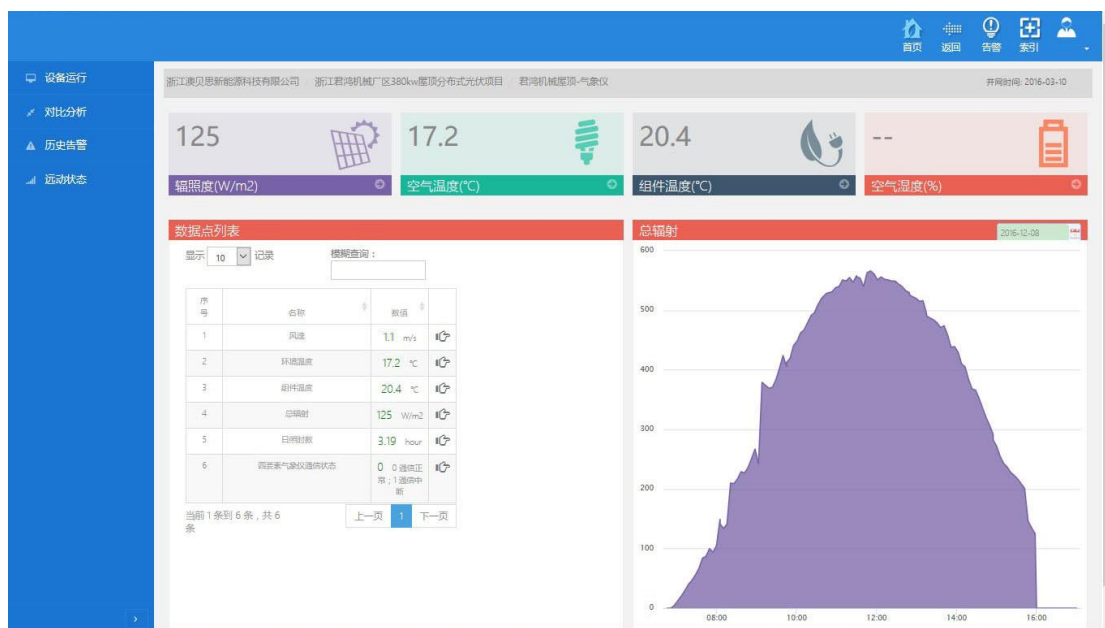 首页 返回 告警 索引
设备运行
对比分析
历史告警
远动状态
浙江澳贝思新能源科技有限公司 / 浙江君鸿机械厂区380kw屋顶分布式光伏项目 / 君鸿机械屋顶-气象仪
开网时间: 2016-03-10
125
辐照度(W/m2)
17.2
空气温度(℃)
20.4
组件温度(℃)
--
空气湿度(%)
数据点列表
显示 10 记录 模糊查询：
序号 名称 数值
1 风速 1.1 m/s
2 环境温度 17.2 ℃
3 组件温度 20.4 ℃
4 总辐射 125 W/m2
5 日照时数 3.19 hour
6 四要素气象仪通信状态 0 0 通信正
常；1 通信中
断
当前 1 条到 6 条，共 6
条
上一页 1 下一页
总辐射
2016-12-08
600
500
400
300
200
100
0
08:00 10:00 12:00 14:00 16:00